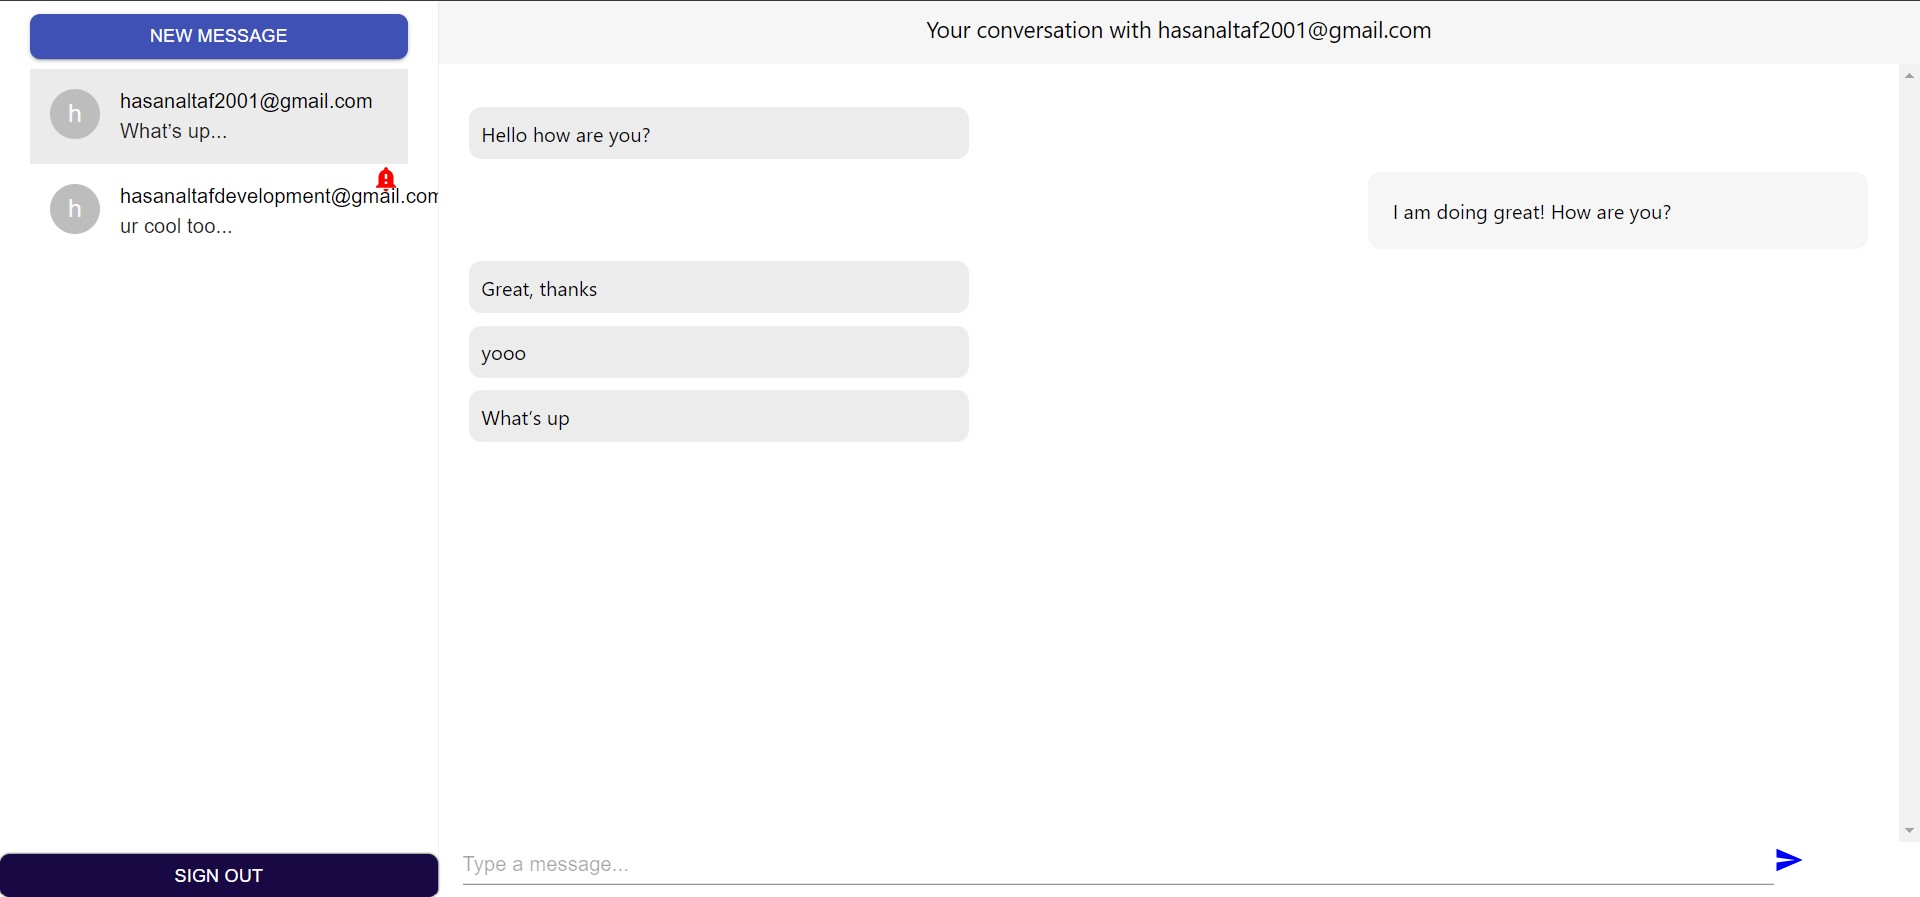 NEW MESSAGE
h
hasanaltaf2001@gmail.com
What's up...
h
hasanaltafdevelopment@gmail.com
ur cool too...
SIGN OUT
Your conversation with hasanaltaf2001@gmail.com
Hello how are you?
I am doing great! How are you?
Great, thanks
yooo
What's up
Type a message...